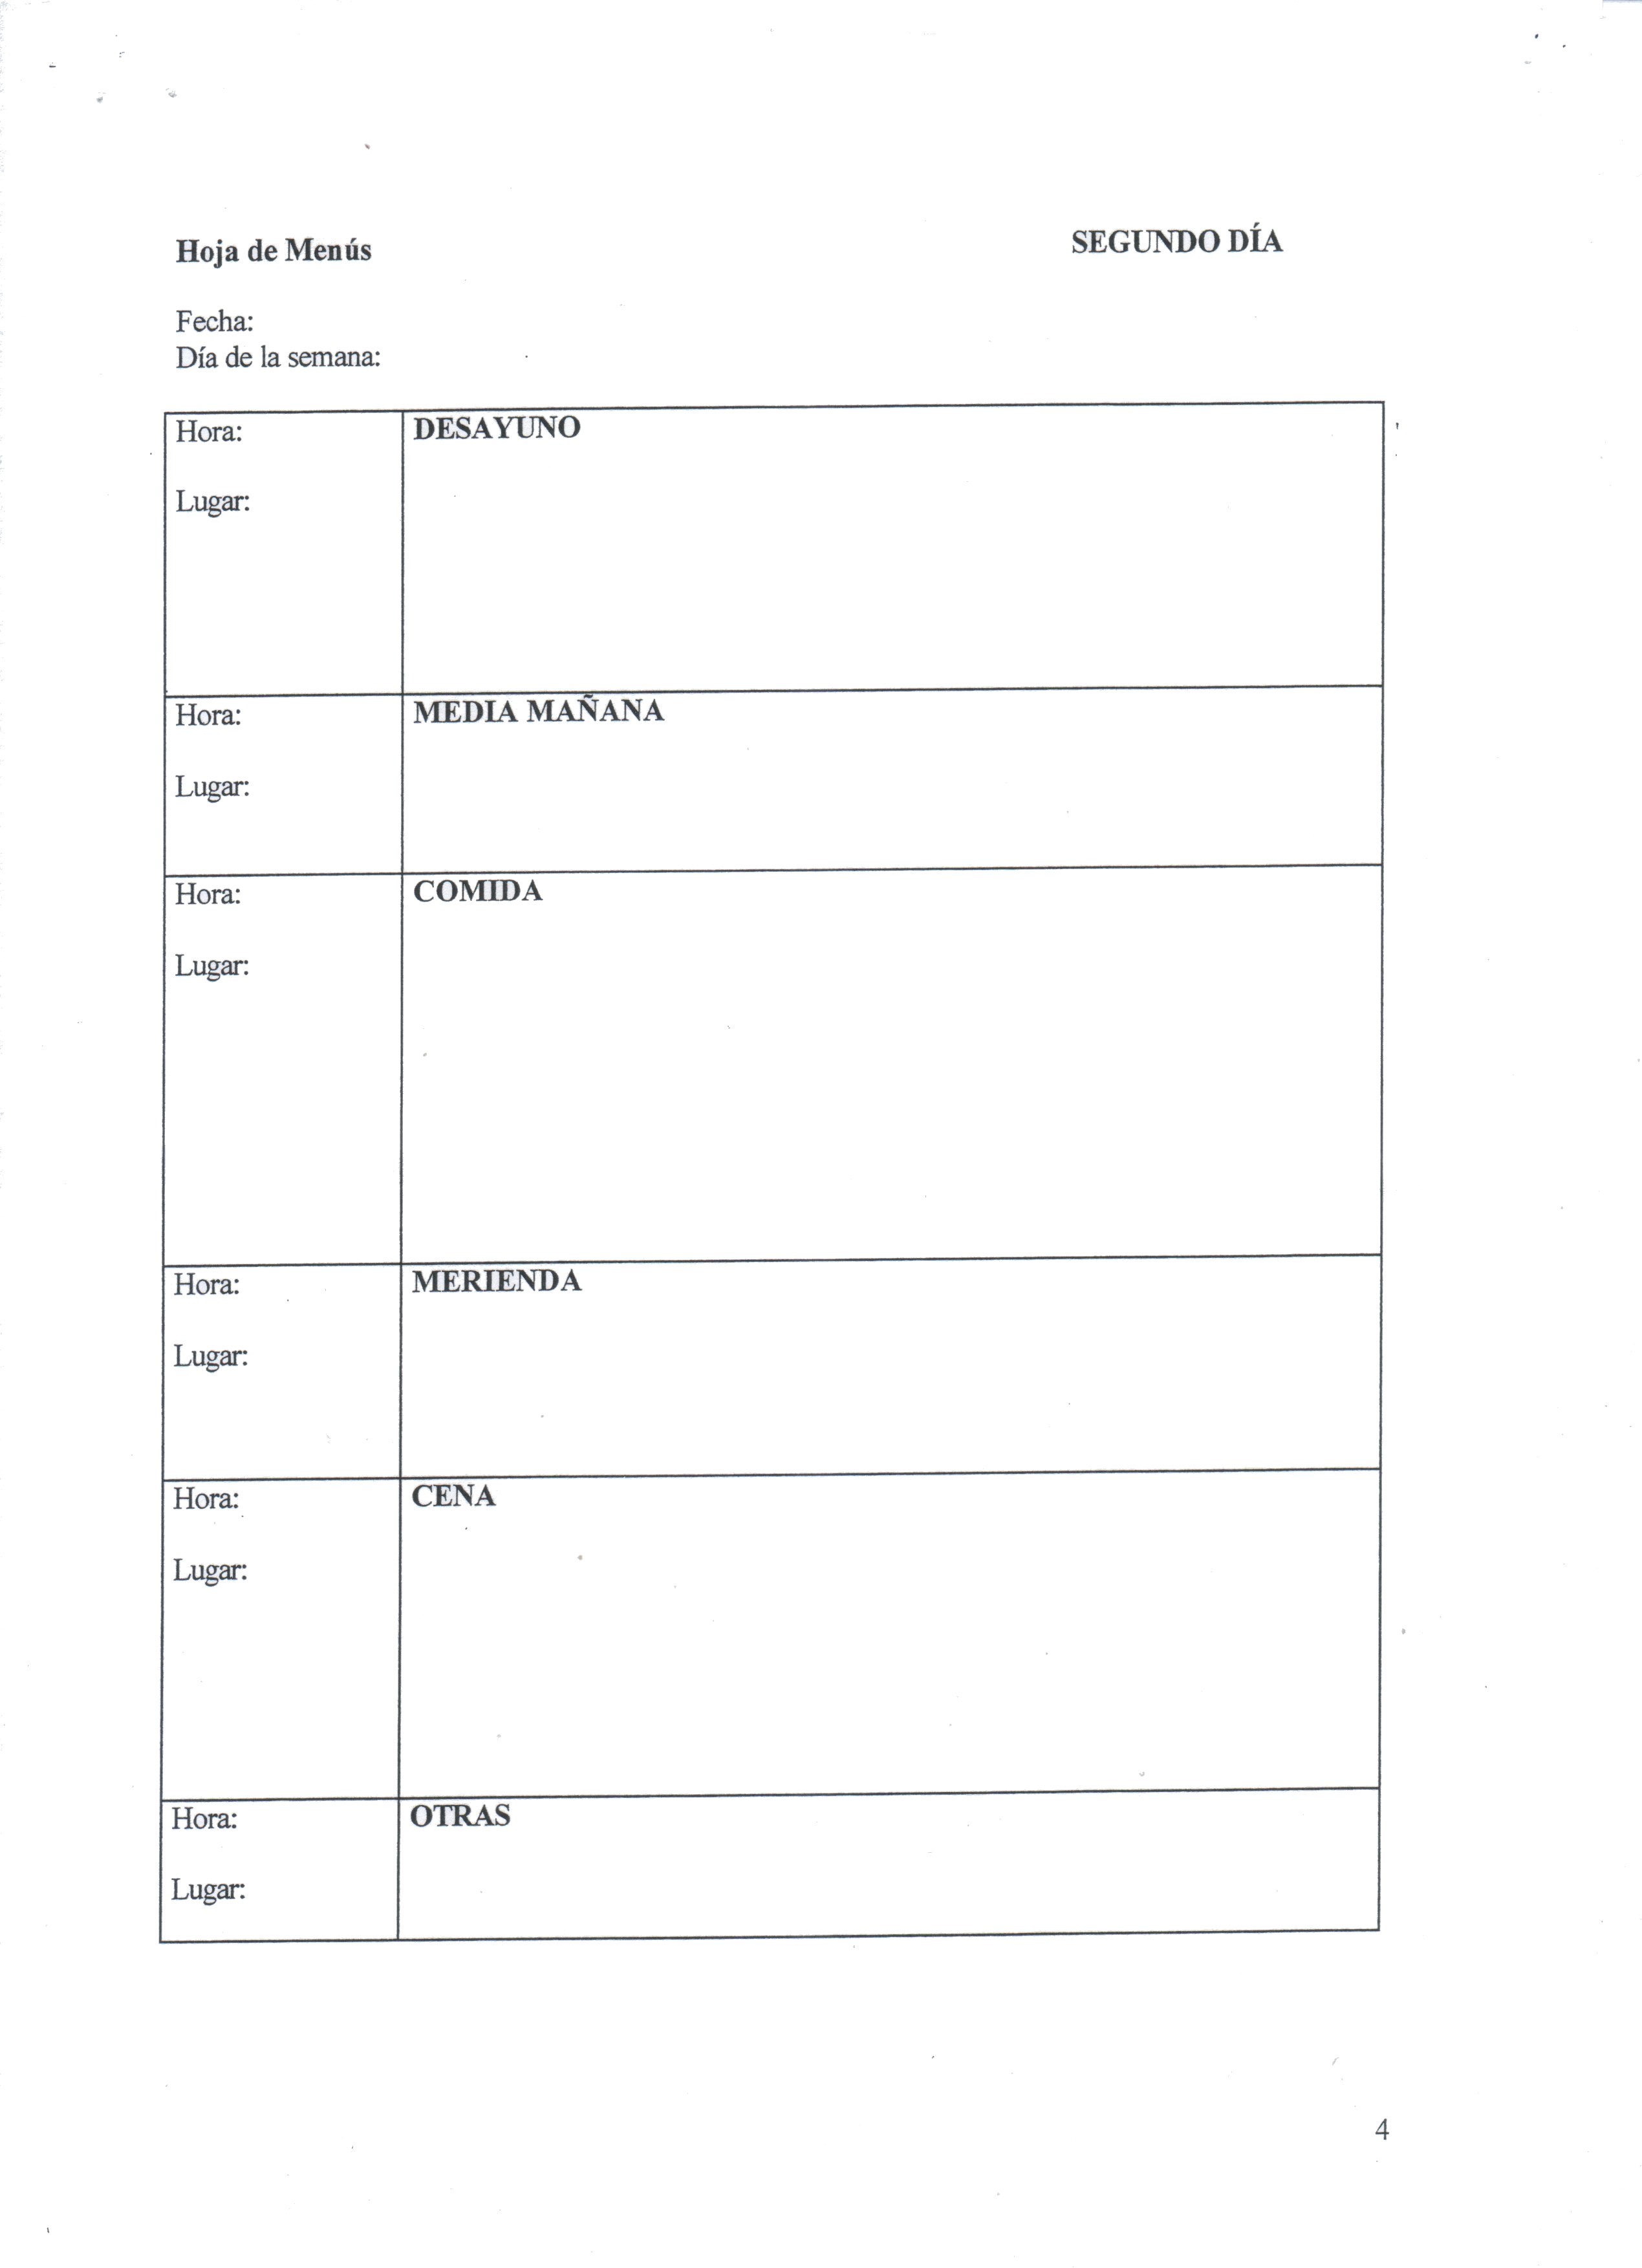 Hoja de Menús
SEGUNDO DÍA
Fecha:
Día de la semana:
Hora:
DESAYUNO
Lugar:
Hora:
MEDIA MAÑANA
Lugar:
Hora:
COMIDA
Lugar:
Hora:
MERIENDA
Lugar:
Hora:
CENA
Lugar:
Hora:
OTRAS
Lugar:
4